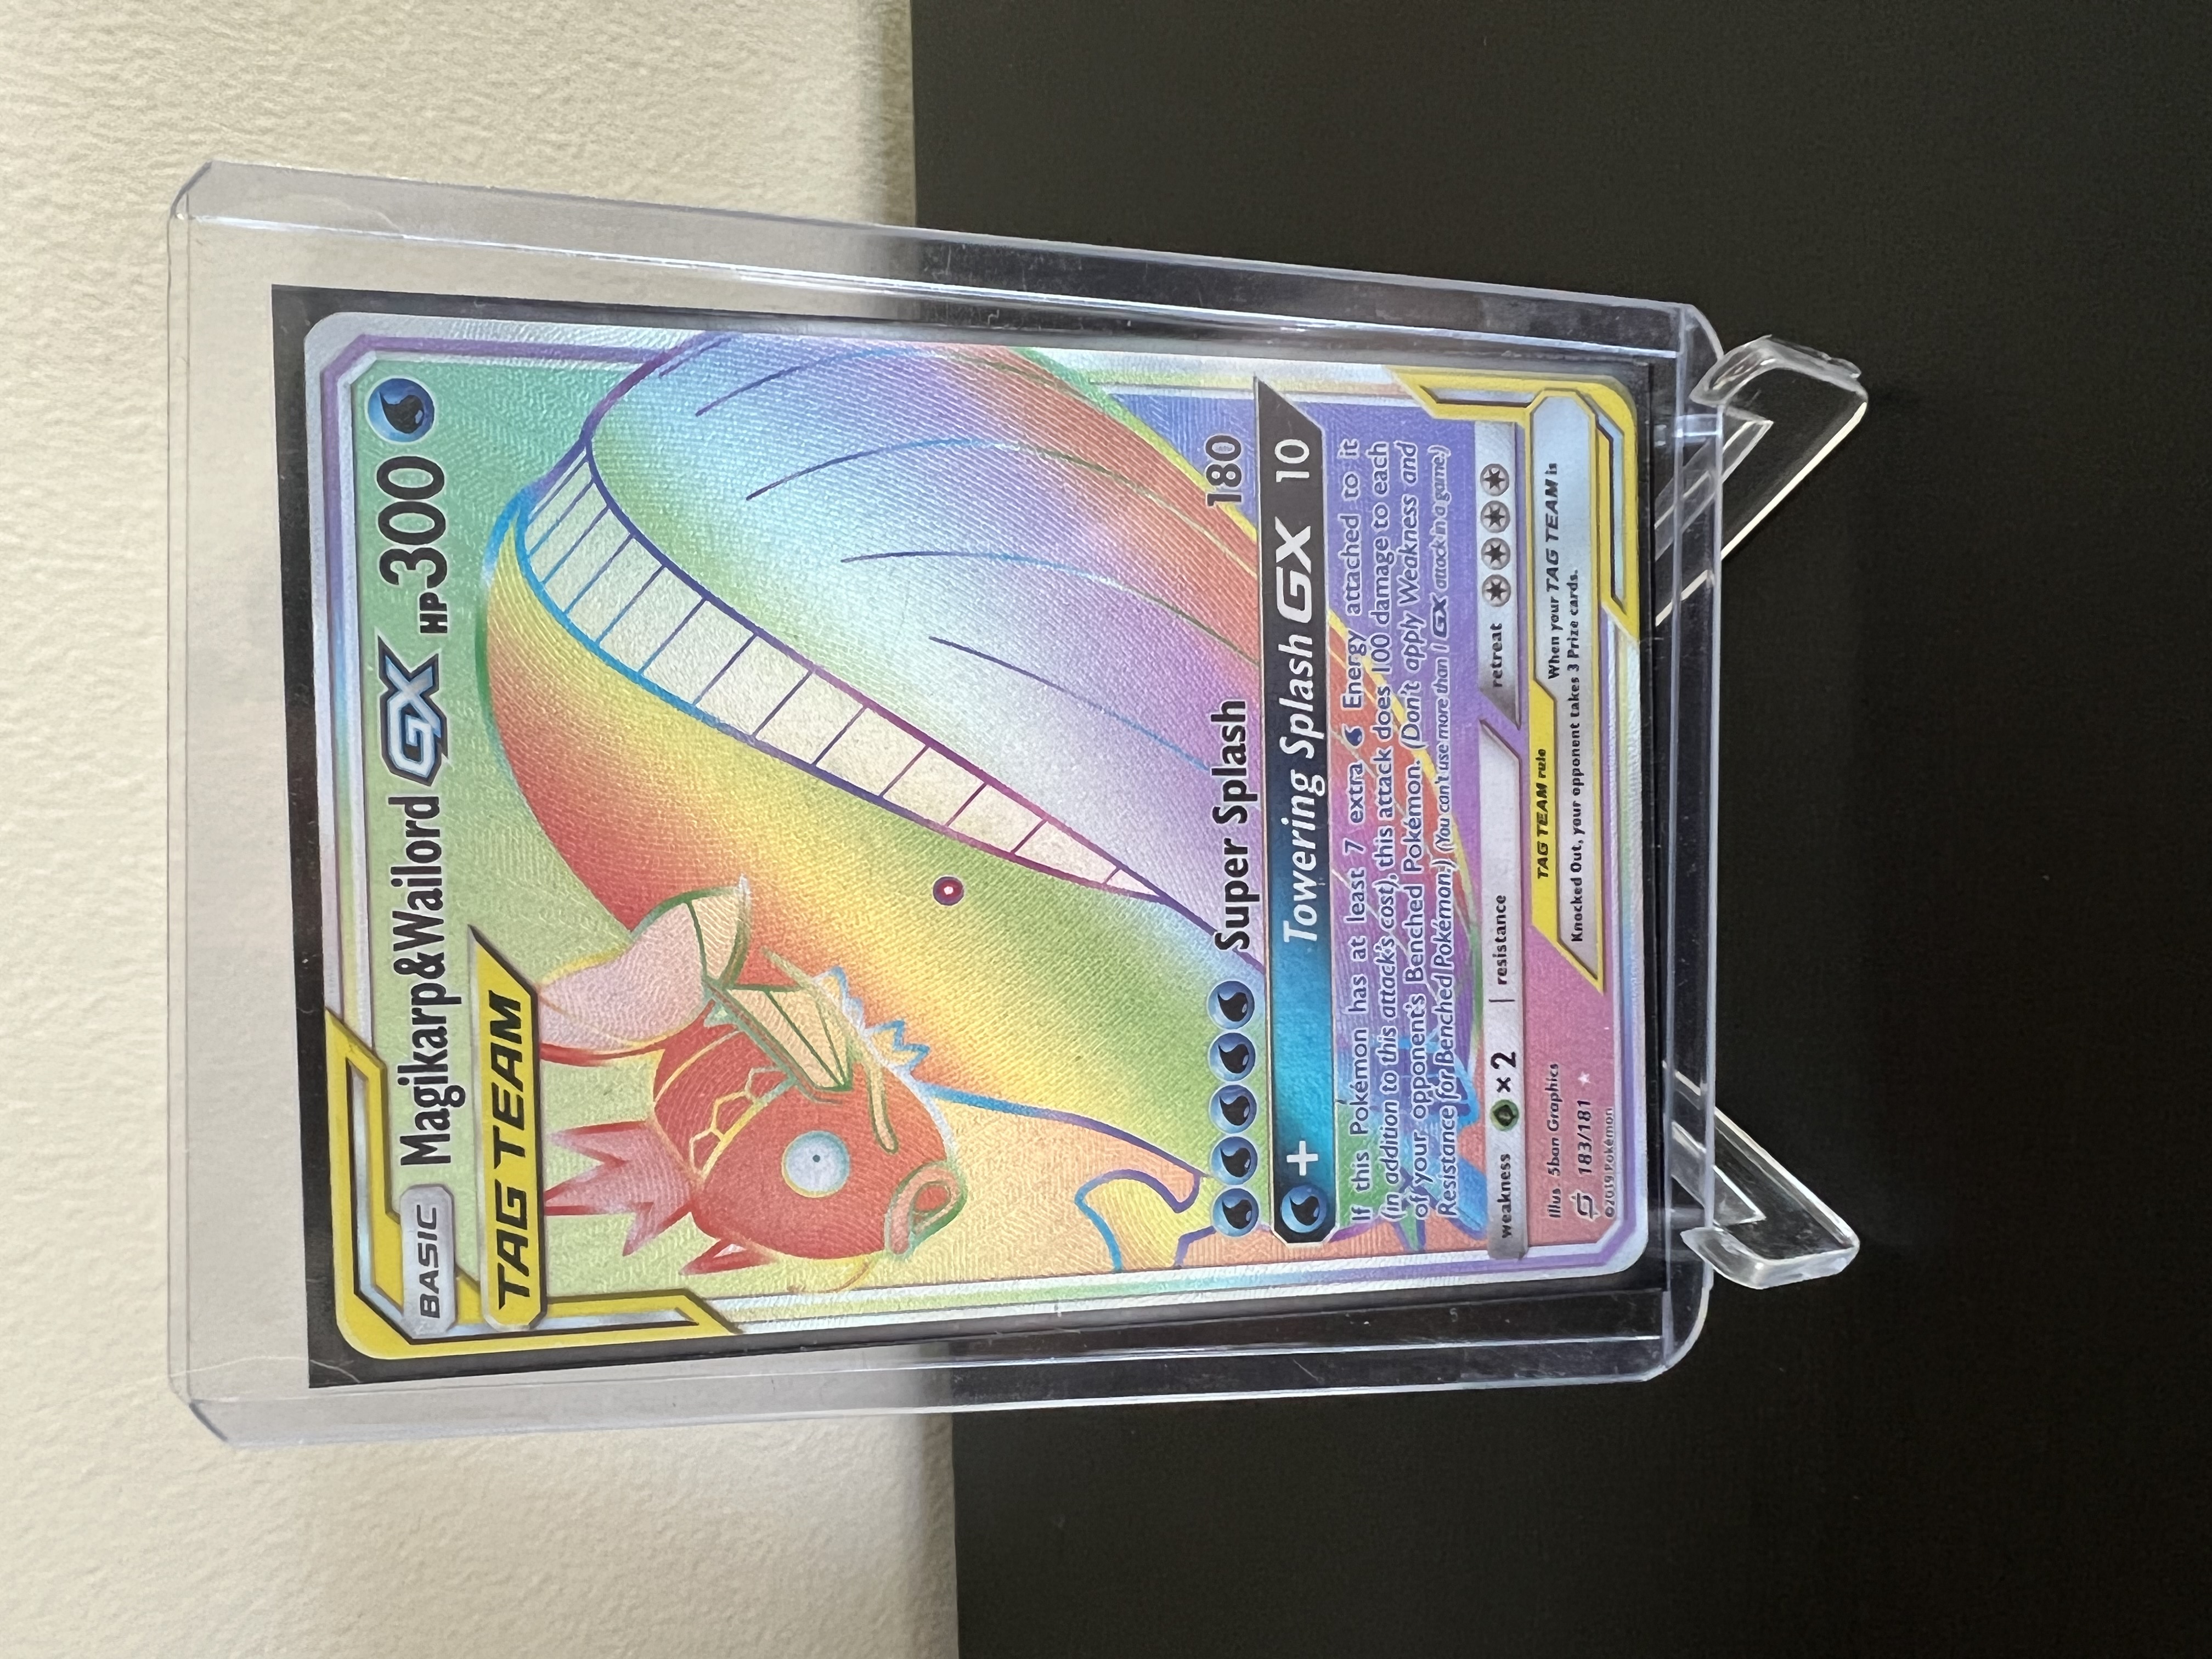 BASIC Magikarp&Wailord GX HP300
TAG TEAM
Super Splash 180
+ Towering Splash GX 10
If this Pokémon has at least 7 extra Energy attached to it
(in addition to this attack's cost), this attack does 100 damage to each
of your opponent's Benched Pokémon. (Don't apply Weakness and
Resistance for Benched Pokémon.) (You can't use more than 1 GX attack in a game.)
weakness ×2 resistance retreat
Illus. 5ban Graphics
183/181
©2019 Pokémon
TAG TEAM rule When your TAG TEAM is
Knocked Out, your opponent takes 3 Prize cards.